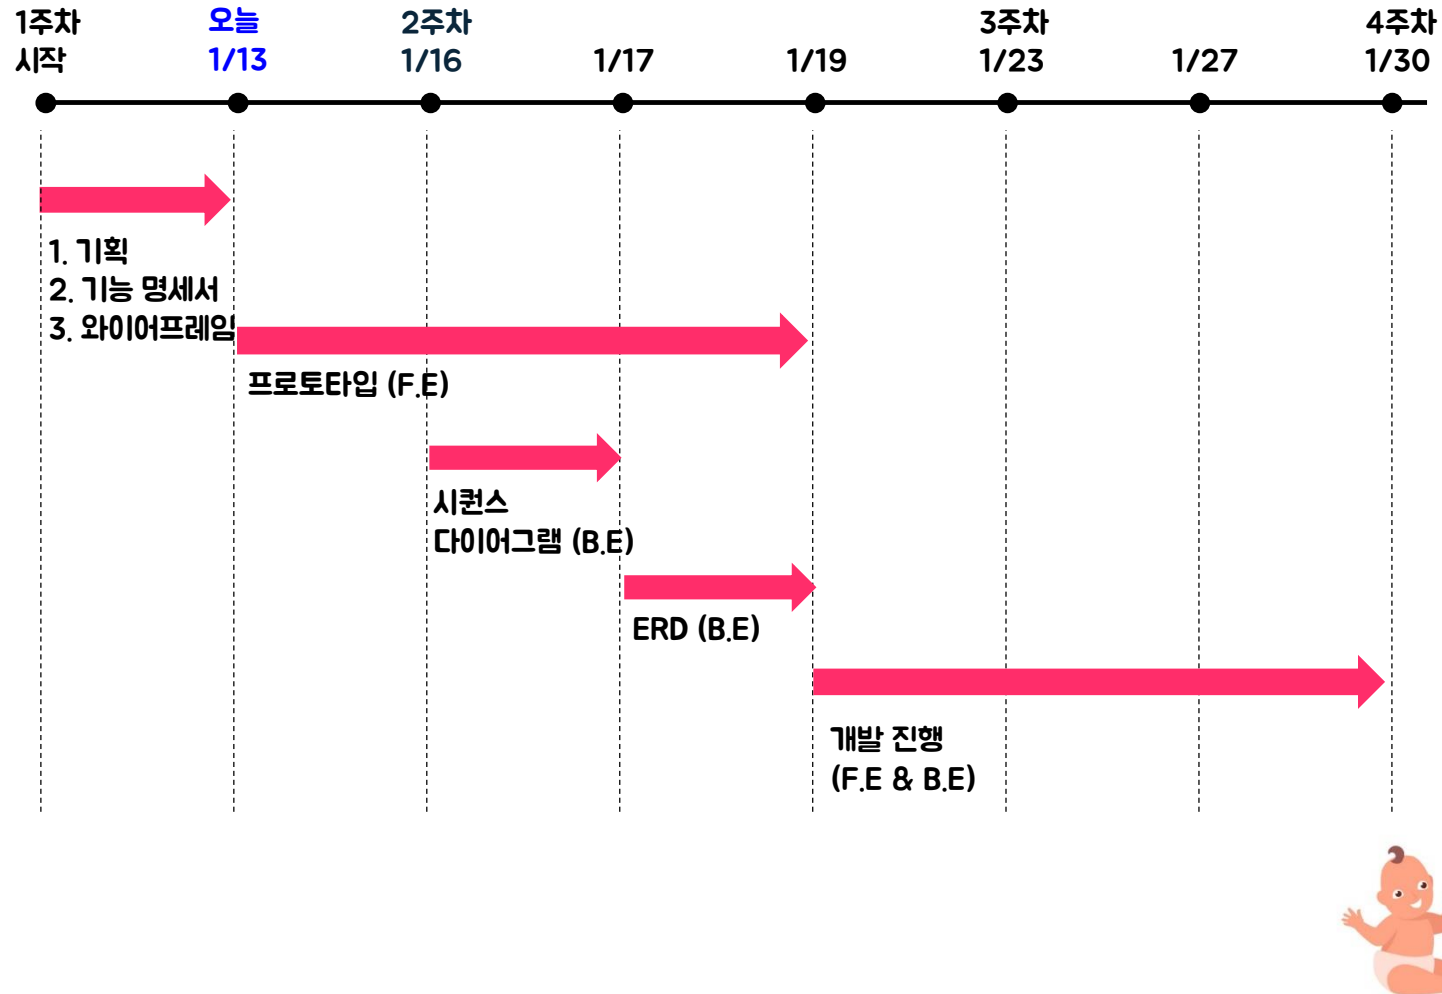 1주차
시작
오늘
1/13
2주차
1/16
1/17
1/19
3주차
1/23
1/27
4주차
1/30
1. 기획
2. 기능 명세서
3. 와이어프레임
프로토타입 (F.E)
시퀀스
다이어그램 (B.E)
ERD (B.E)
개발 진행
(F.E & B.E)